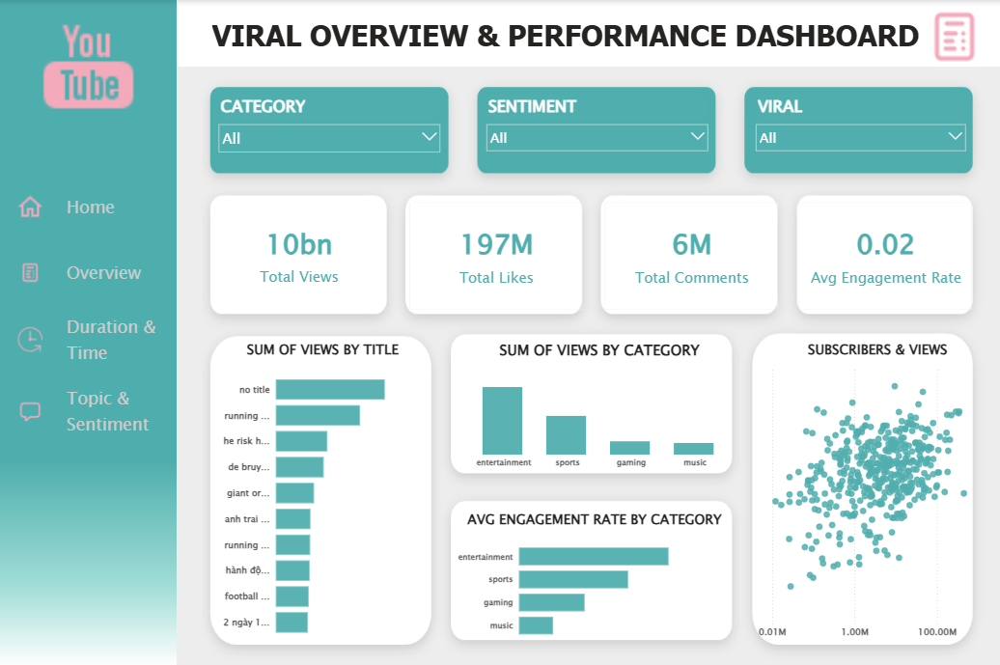 You
Tube
VIRAL OVERVIEW & PERFORMANCE DASHBOARD
Home
Overview
Duration &
Time
Topic &
Sentiment
CATEGORY
All
SENTIMENT
All
VIRAL
All
10bn
Total Views
197M
Total Likes
6M
Total Comments
0.02
Avg Engagement Rate
SUM OF VIEWS BY TITLE
no title
running ...
he risk h...
de bruy...
giant or...
anh trai ...
running ...
hành độ...
football ...
2 ngày 1...
SUM OF VIEWS BY CATEGORY
entertainment sports gaming music
AVG ENGAGEMENT RATE BY CATEGORY
entertainment
sports
gaming
music
SUBSCRIBERS & VIEWS
0.01M 1.00M 100.00M